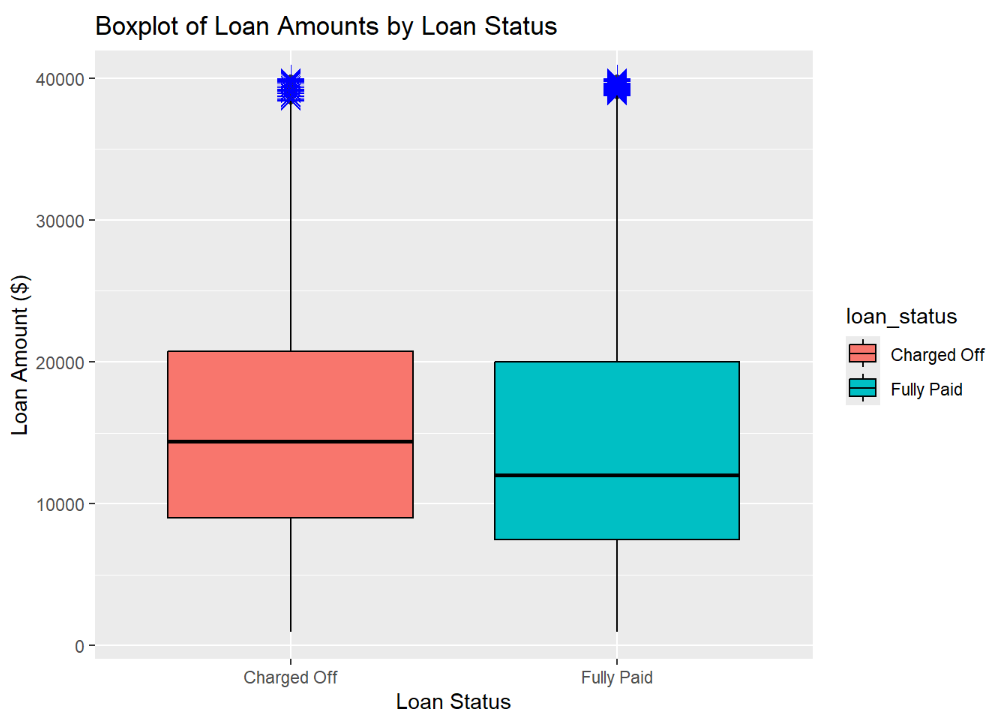 Boxplot of Loan Amounts by Loan Status
40000
30000
20000
10000
0
Loan Amount ($)
Charged Off
Fully Paid
Loan Status
loan_status
Charged Off
Fully Paid